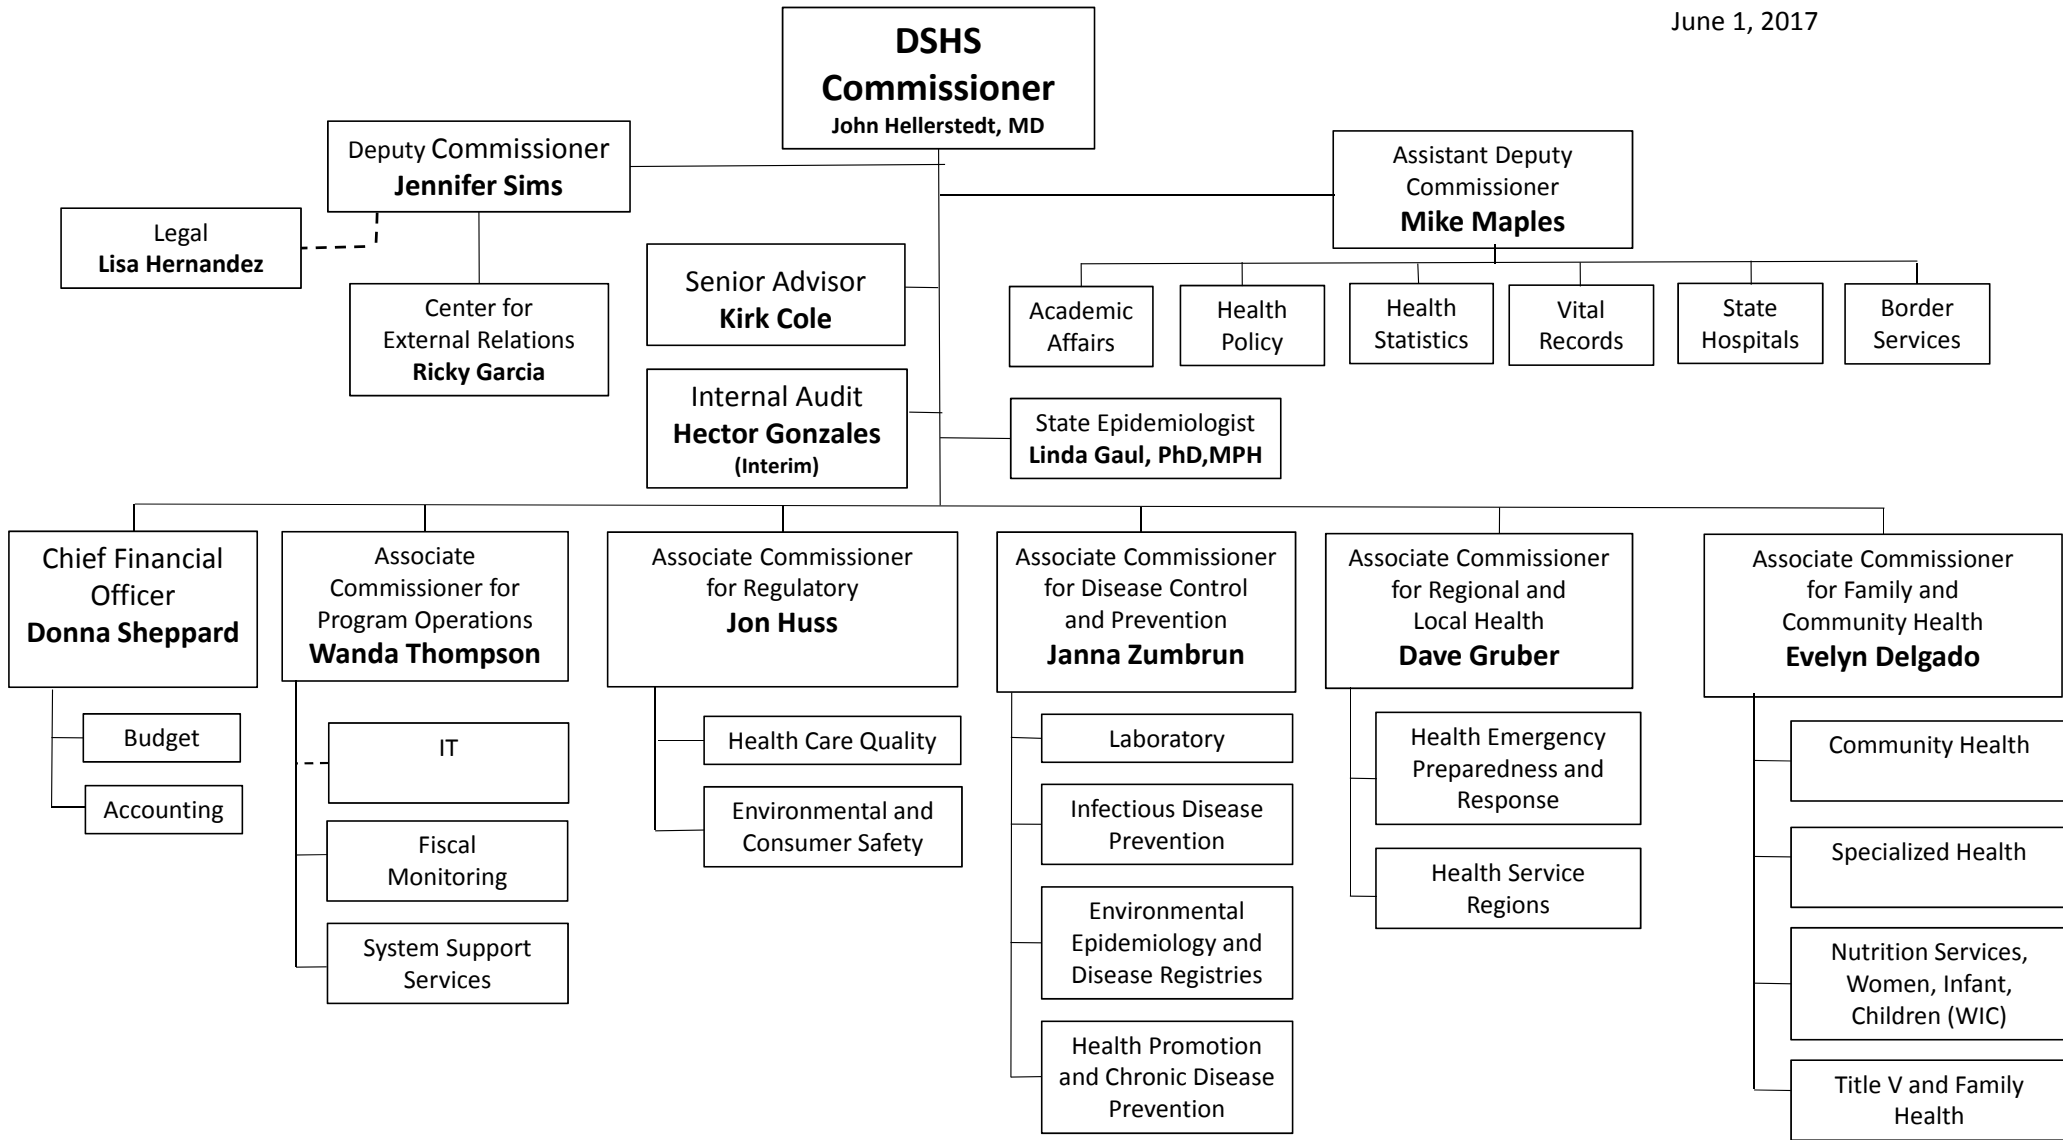 June 1, 2017
DSHS
Commissioner
John Hellerstedt, MD
Deputy Commissioner
Jennifer Sims
Assistant Deputy
Commissioner
Mike Maples
Legal
Lisa Hernandez
Center for
External Relations
Ricky Garcia
Senior Advisor
Kirk Cole
Academic
Affairs
Health
Policy
Health
Statistics
Vital
Records
State
Hospitals
Border
Services
Internal Audit
Hector Gonzales
(Interim)
State Epidemiologist
Linda Gaul, PhD,MPH
Chief Financial
Officer
Donna Sheppard
Associate
Commissioner for
Program Operations
Wanda Thompson
Associate Commissioner
for Regulatory
Jon Huss
Associate Commissioner
for Disease Control
and Prevention
Janna Zumbrun
Associate Commissioner
for Regional and
Local Health
Dave Gruber
Associate Commissioner
for Family and
Community Health
Evelyn Delgado
Budget
Accounting
IT
Fiscal
Monitoring
System Support
Services
Health Care Quality
Environmental and
Consumer Safety
Laboratory
Infectious Disease
Prevention
Environmental
Epidemiology and
Disease Registries
Health Promotion
and Chronic Disease
Prevention
Health Emergency
Preparedness and
Response
Health Service
Regions
Community Health
Specialized Health
Nutrition Services,
Women, Infant,
Children (WIC)
Title V and Family
Health